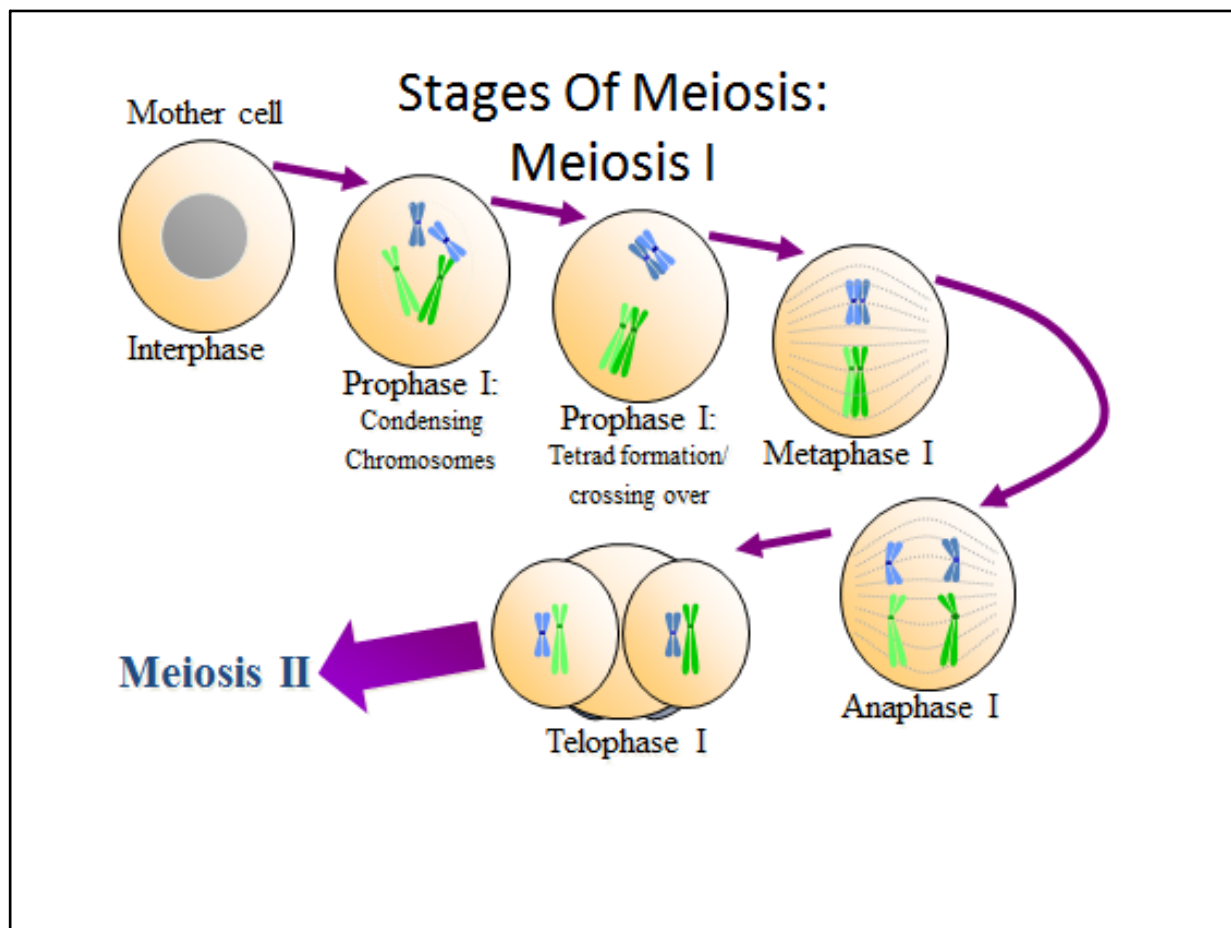 Stages Of Meiosis:
Meiosis I
Mother cell
Interphase
Prophase I:
Condensing
Chromosomes
Prophase I:
Tetrad formation/
crossing over
Metaphase I
Anaphase I
Telophase I
Meiosis II